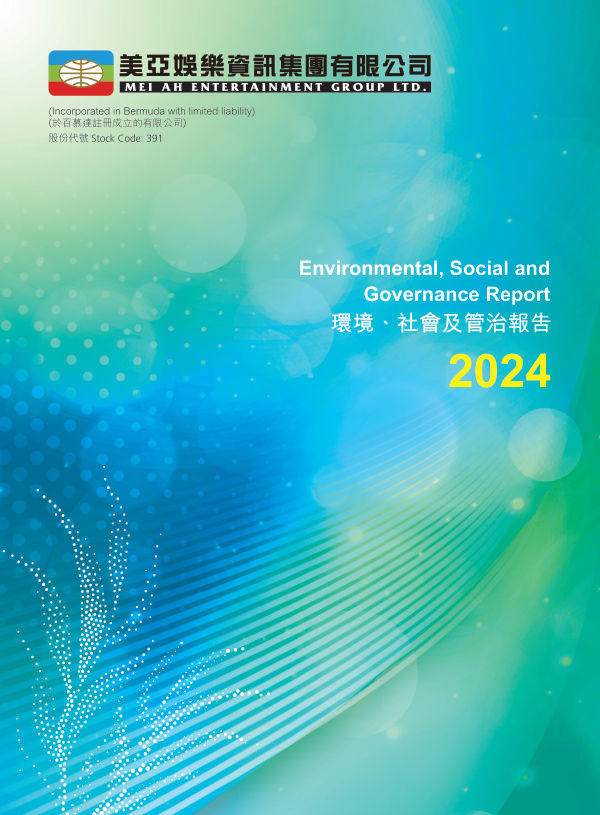 美亞娛樂資訊集團有限公司
MEI AH ENTERTAINMENT GROUP LTD.
(Incorporated in Bermuda with limited liability)
(於百慕達註冊成立的有限公司)
股份代號 Stock Code: 391
Environmental, Social and
Governance Report
環境、社會及管治報告
2024